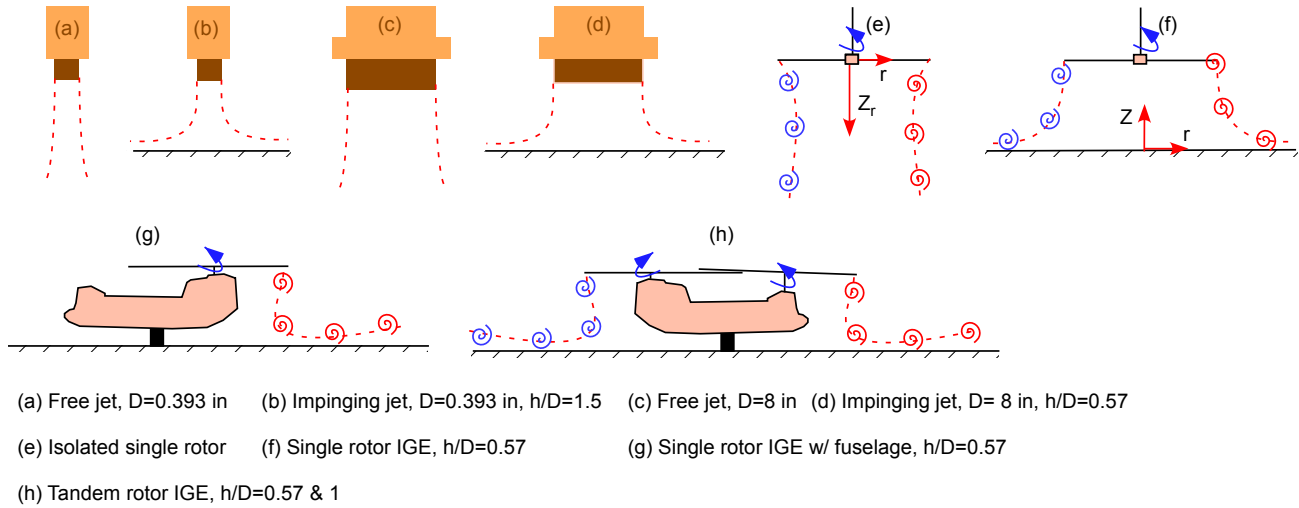 (a)
(b)
(c)
(d)
(e)
(f)
r
Zr
Z
r
(g)
(h)
(a) Free jet, D=0.393 in (b) Impinging jet, D=0.393 in, h/D=1.5 (c) Free jet, D=8 in (d) Impinging jet, D= 8 in, h/D=0.57
(e) Isolated single rotor (f) Single rotor IGE, h/D=0.57 (g) Single rotor IGE w/ fuselage, h/D=0.57
(h) Tandem rotor IGE, h/D=0.57 & 1